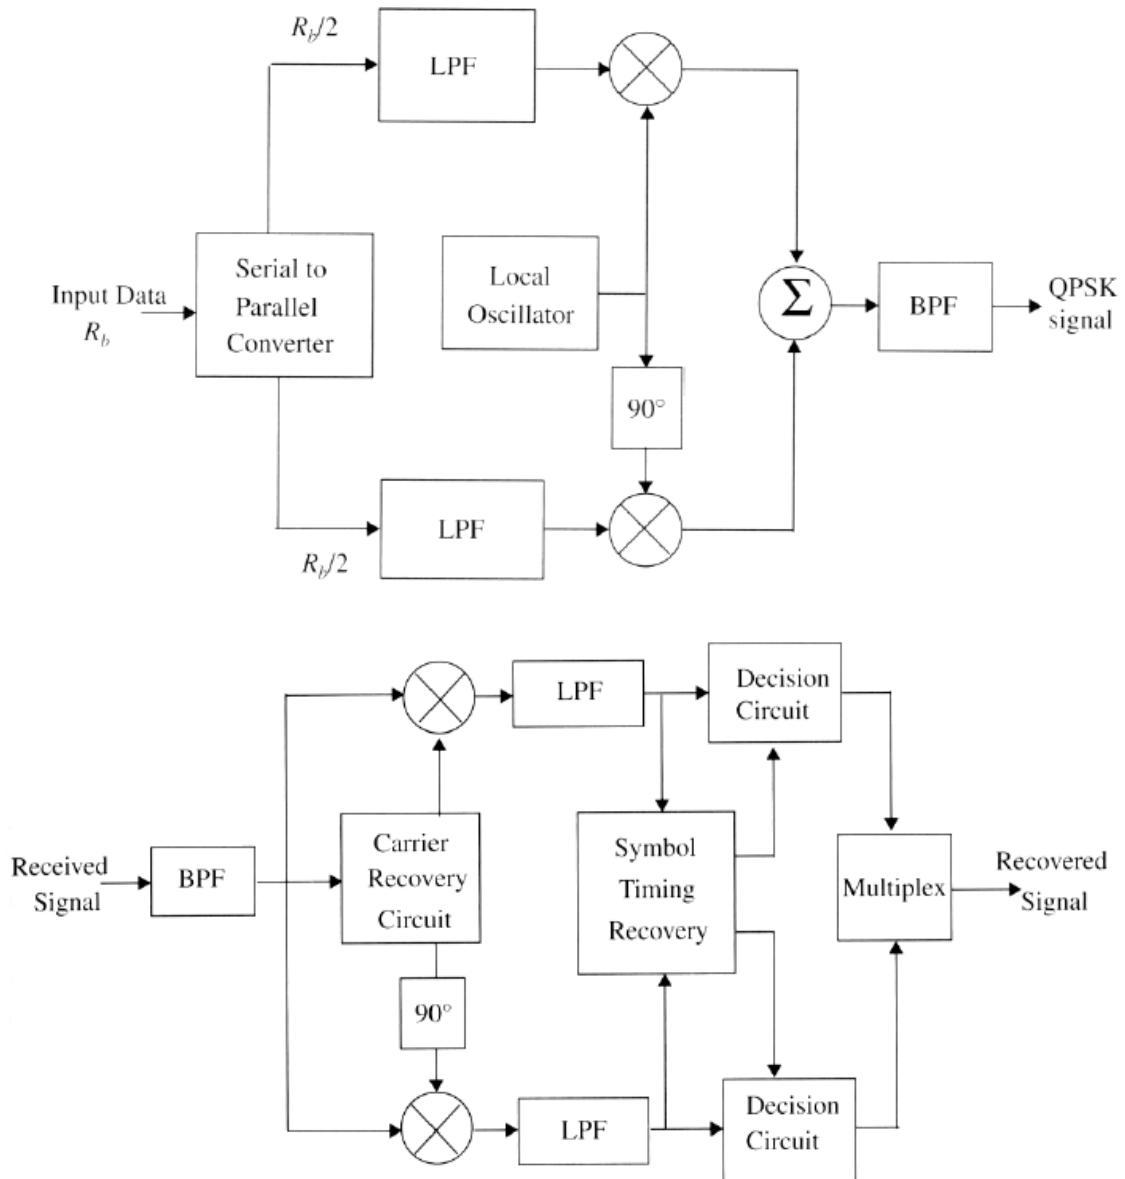 R_b/2
LPF
Serial to
Parallel
Converter
Input Data
R_b
Local
Oscillator
Σ
BPF
QPSK
signal
90°
LPF
R_b/2
LPF
Decision
Circuit
Received
Signal
BPF
Carrier
Recovery
Circuit
Symbol
Timing
Recovery
Multiplex
Recovered
Signal
90°
LPF
Decision
Circuit